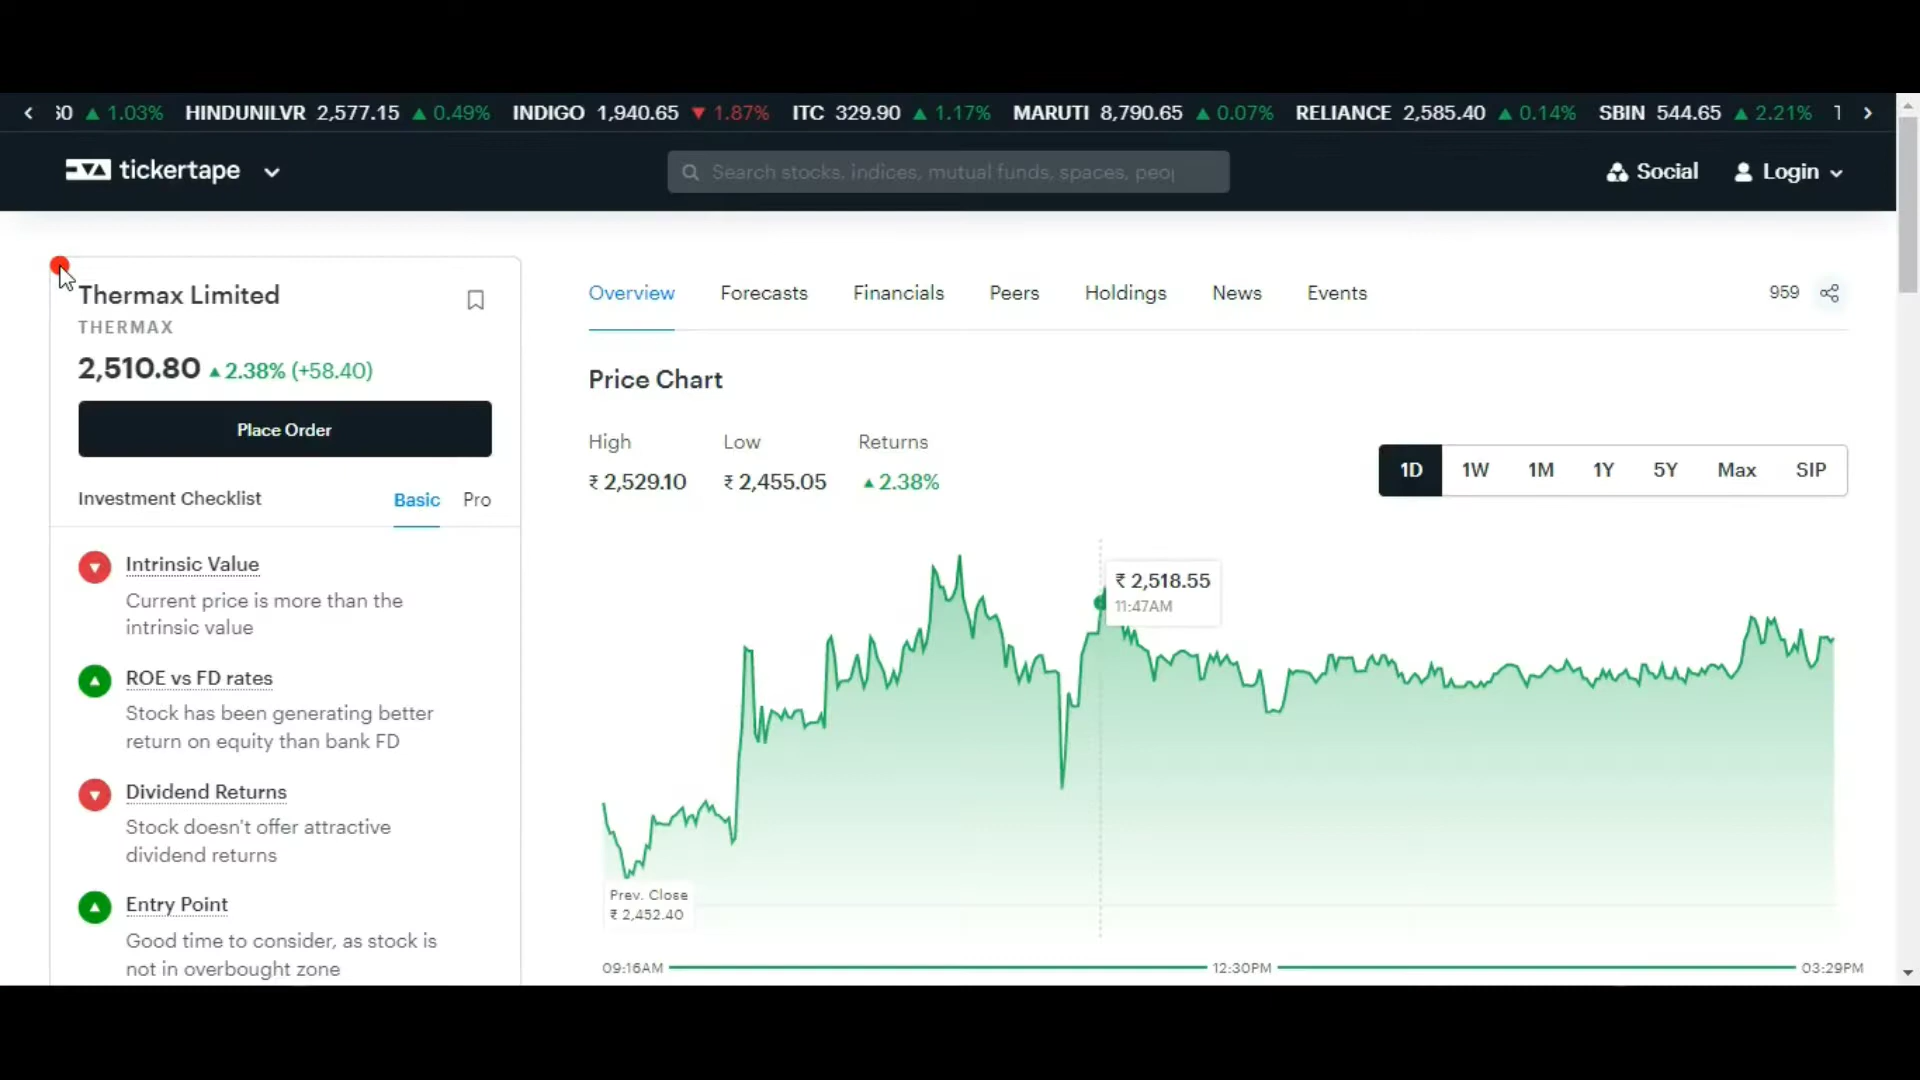 60 ▲ 1.03% HINDUNILVR 2,577.15 ▲ 0.49% INDIGO 1,940.65 ▼ 1.87% ITC 329.90 ▲ 1.17% MARUTI 8,790.65 ▲ 0.07% RELIANCE 2,585.40 ▲ 0.14% SBIN 544.65 ▲ 2.21%
tickertape
Search stocks, indices, mutual funds, spaces, peop
Social
Login
Thermax Limited
THERMAX
2,510.80 ▲ 2.38% (+58.40)
Place Order
Investment Checklist Basic Pro
Intrinsic Value
Current price is more than the
intrinsic value
ROE vs FD rates
Stock has been generating better
return on equity than bank FD
Dividend Returns
Stock doesn't offer attractive
dividend returns
Entry Point
Good time to consider, as stock is
not in overbought zone
Overview Forecasts Financials Peers Holdings News Events
959
Price Chart
High Low Returns
₹ 2,529.10 ₹ 2,455.05 ▲ 2.38%
1D 1W 1M 1Y 5Y Max SIP
₹ 2,518.55
11:47AM
Prev. Close
₹ 2,452.40
09:16AM 12:30PM 03:29PM